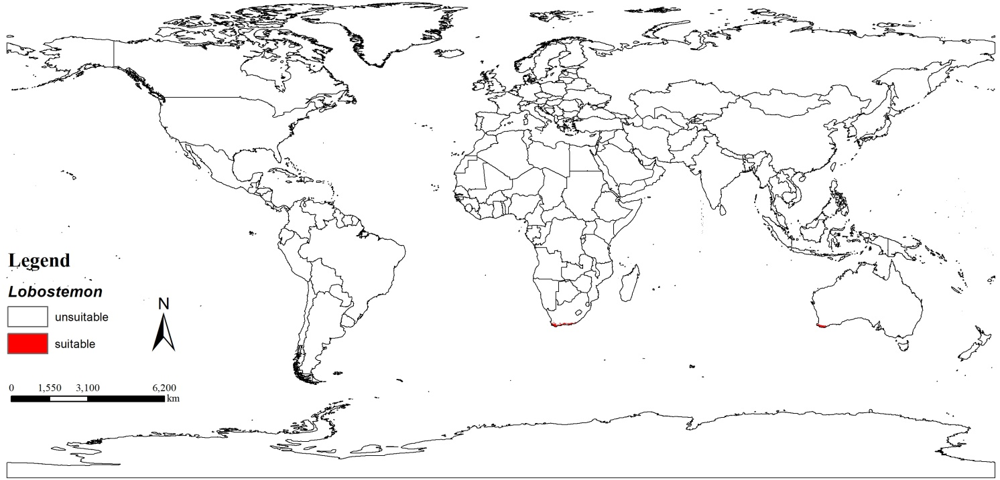 Legend
Lobostemon
unsuitable
suitable
N
0 1,550 3,100 6,200
km